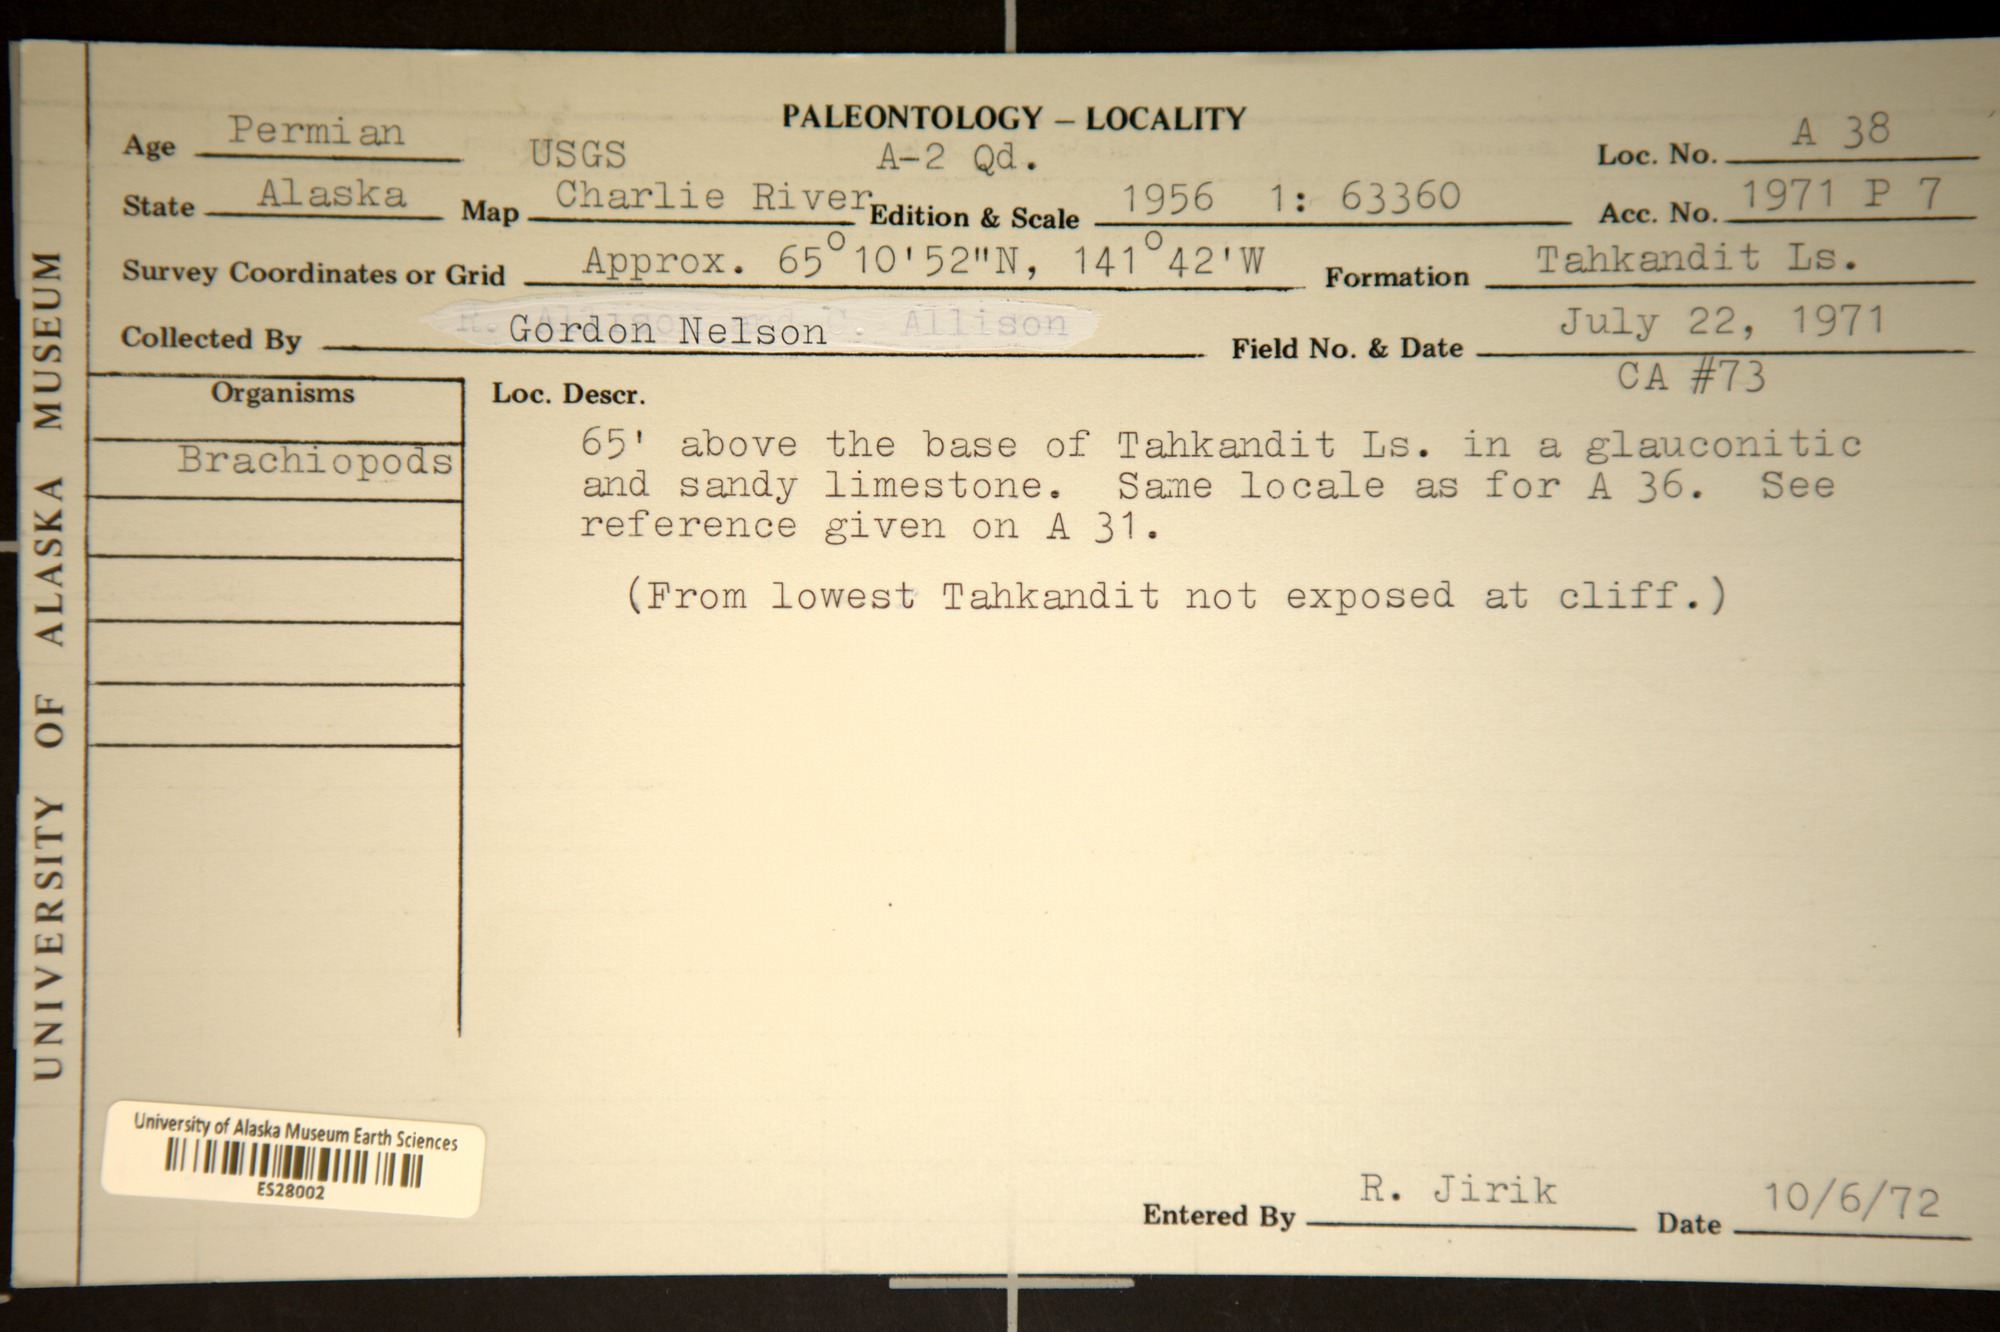 UNIVERSITY OF ALASKA MUSEUM
PALEONTOLOGY – LOCALITY
Age Permian USGS A-2 Qd. Loc. No. A 38
State Alaska Map Charlie River Edition & Scale 1956 1: 63360 Acc. No. 1971 P 7
Survey Coordinates or Grid Approx. 65°10'52"N, 141°42'W Formation Tahkandit Ls.
Collected By Gordon Nelson Field No. & Date July 22, 1971
CA #73
Organisms Loc. Descr.
Brachiopods
65' above the base of Tahkandit Ls. in a glauconitic
and sandy limestone. Same locale as for A 36. See
reference given on A 31.
(From lowest Tahkandit not exposed at cliff.)
University of Alaska Museum Earth Sciences
ES28002
Entered By R. Jirik Date 10/6/72